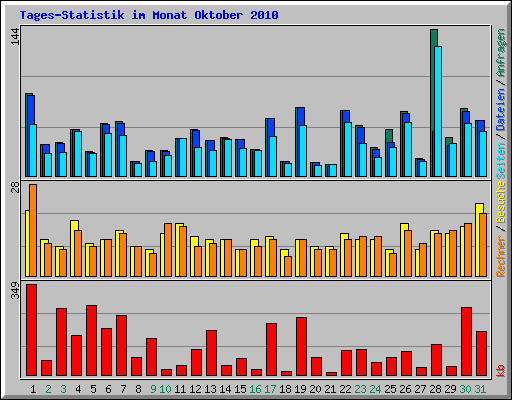 Tages-Statistik im Monat Oktober 2010
144
28
349
Rechner / Besuche Seiten / Dateien / Anfragen
kb
1 2 3 4 5 6 7 8 9 10 11 12 13 14 15 16 17 18 19 20 21 22 23 24 25 26 27 28 29 30 31